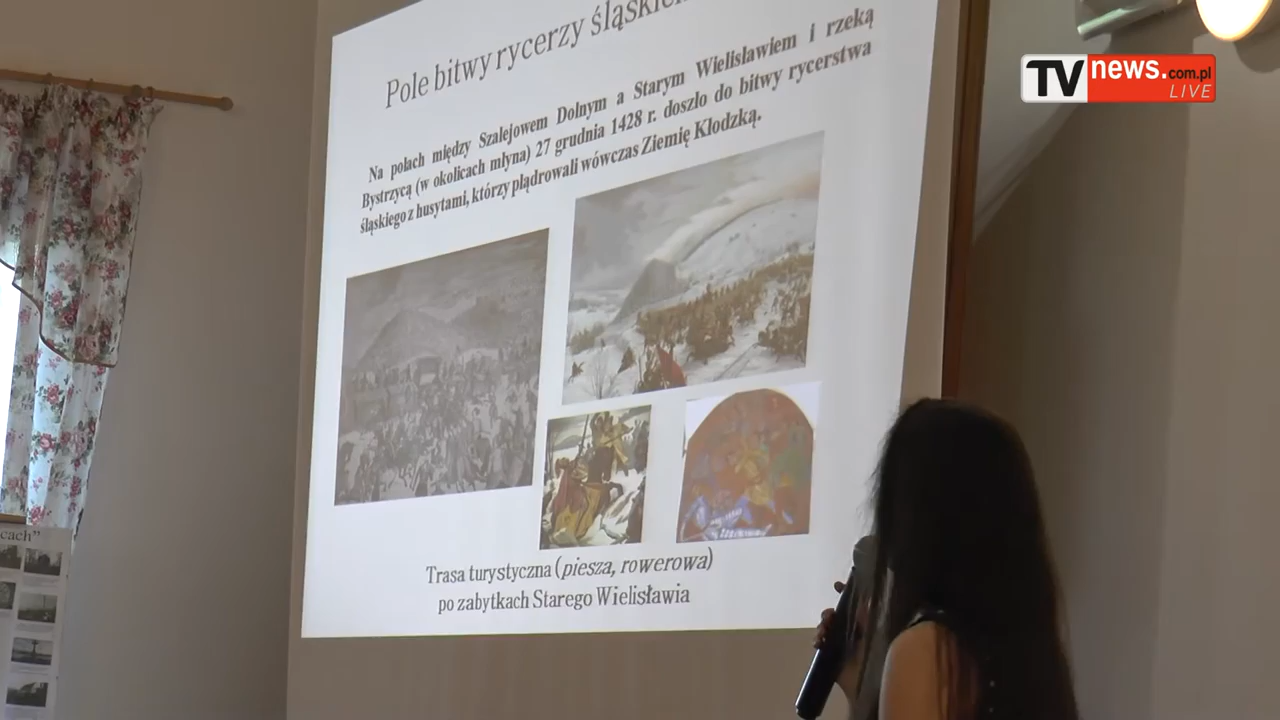 Pole bitwy rycerzy
Na polach między Szalejowem Dolnym a Starym Wielisławiem i rzeką
Bystrzycą (w okolicach młyna) 27 grudnia 1428 r. doszło do bitwy rycerstwa
śląskiego z husytami, którzy plądrowali wówczas Ziemię Kłodzką.
Trasa turystyczna (piesza, rowerowa)
po zabytkach Starego Wielisławia
TVnews.com.pl
LIVE